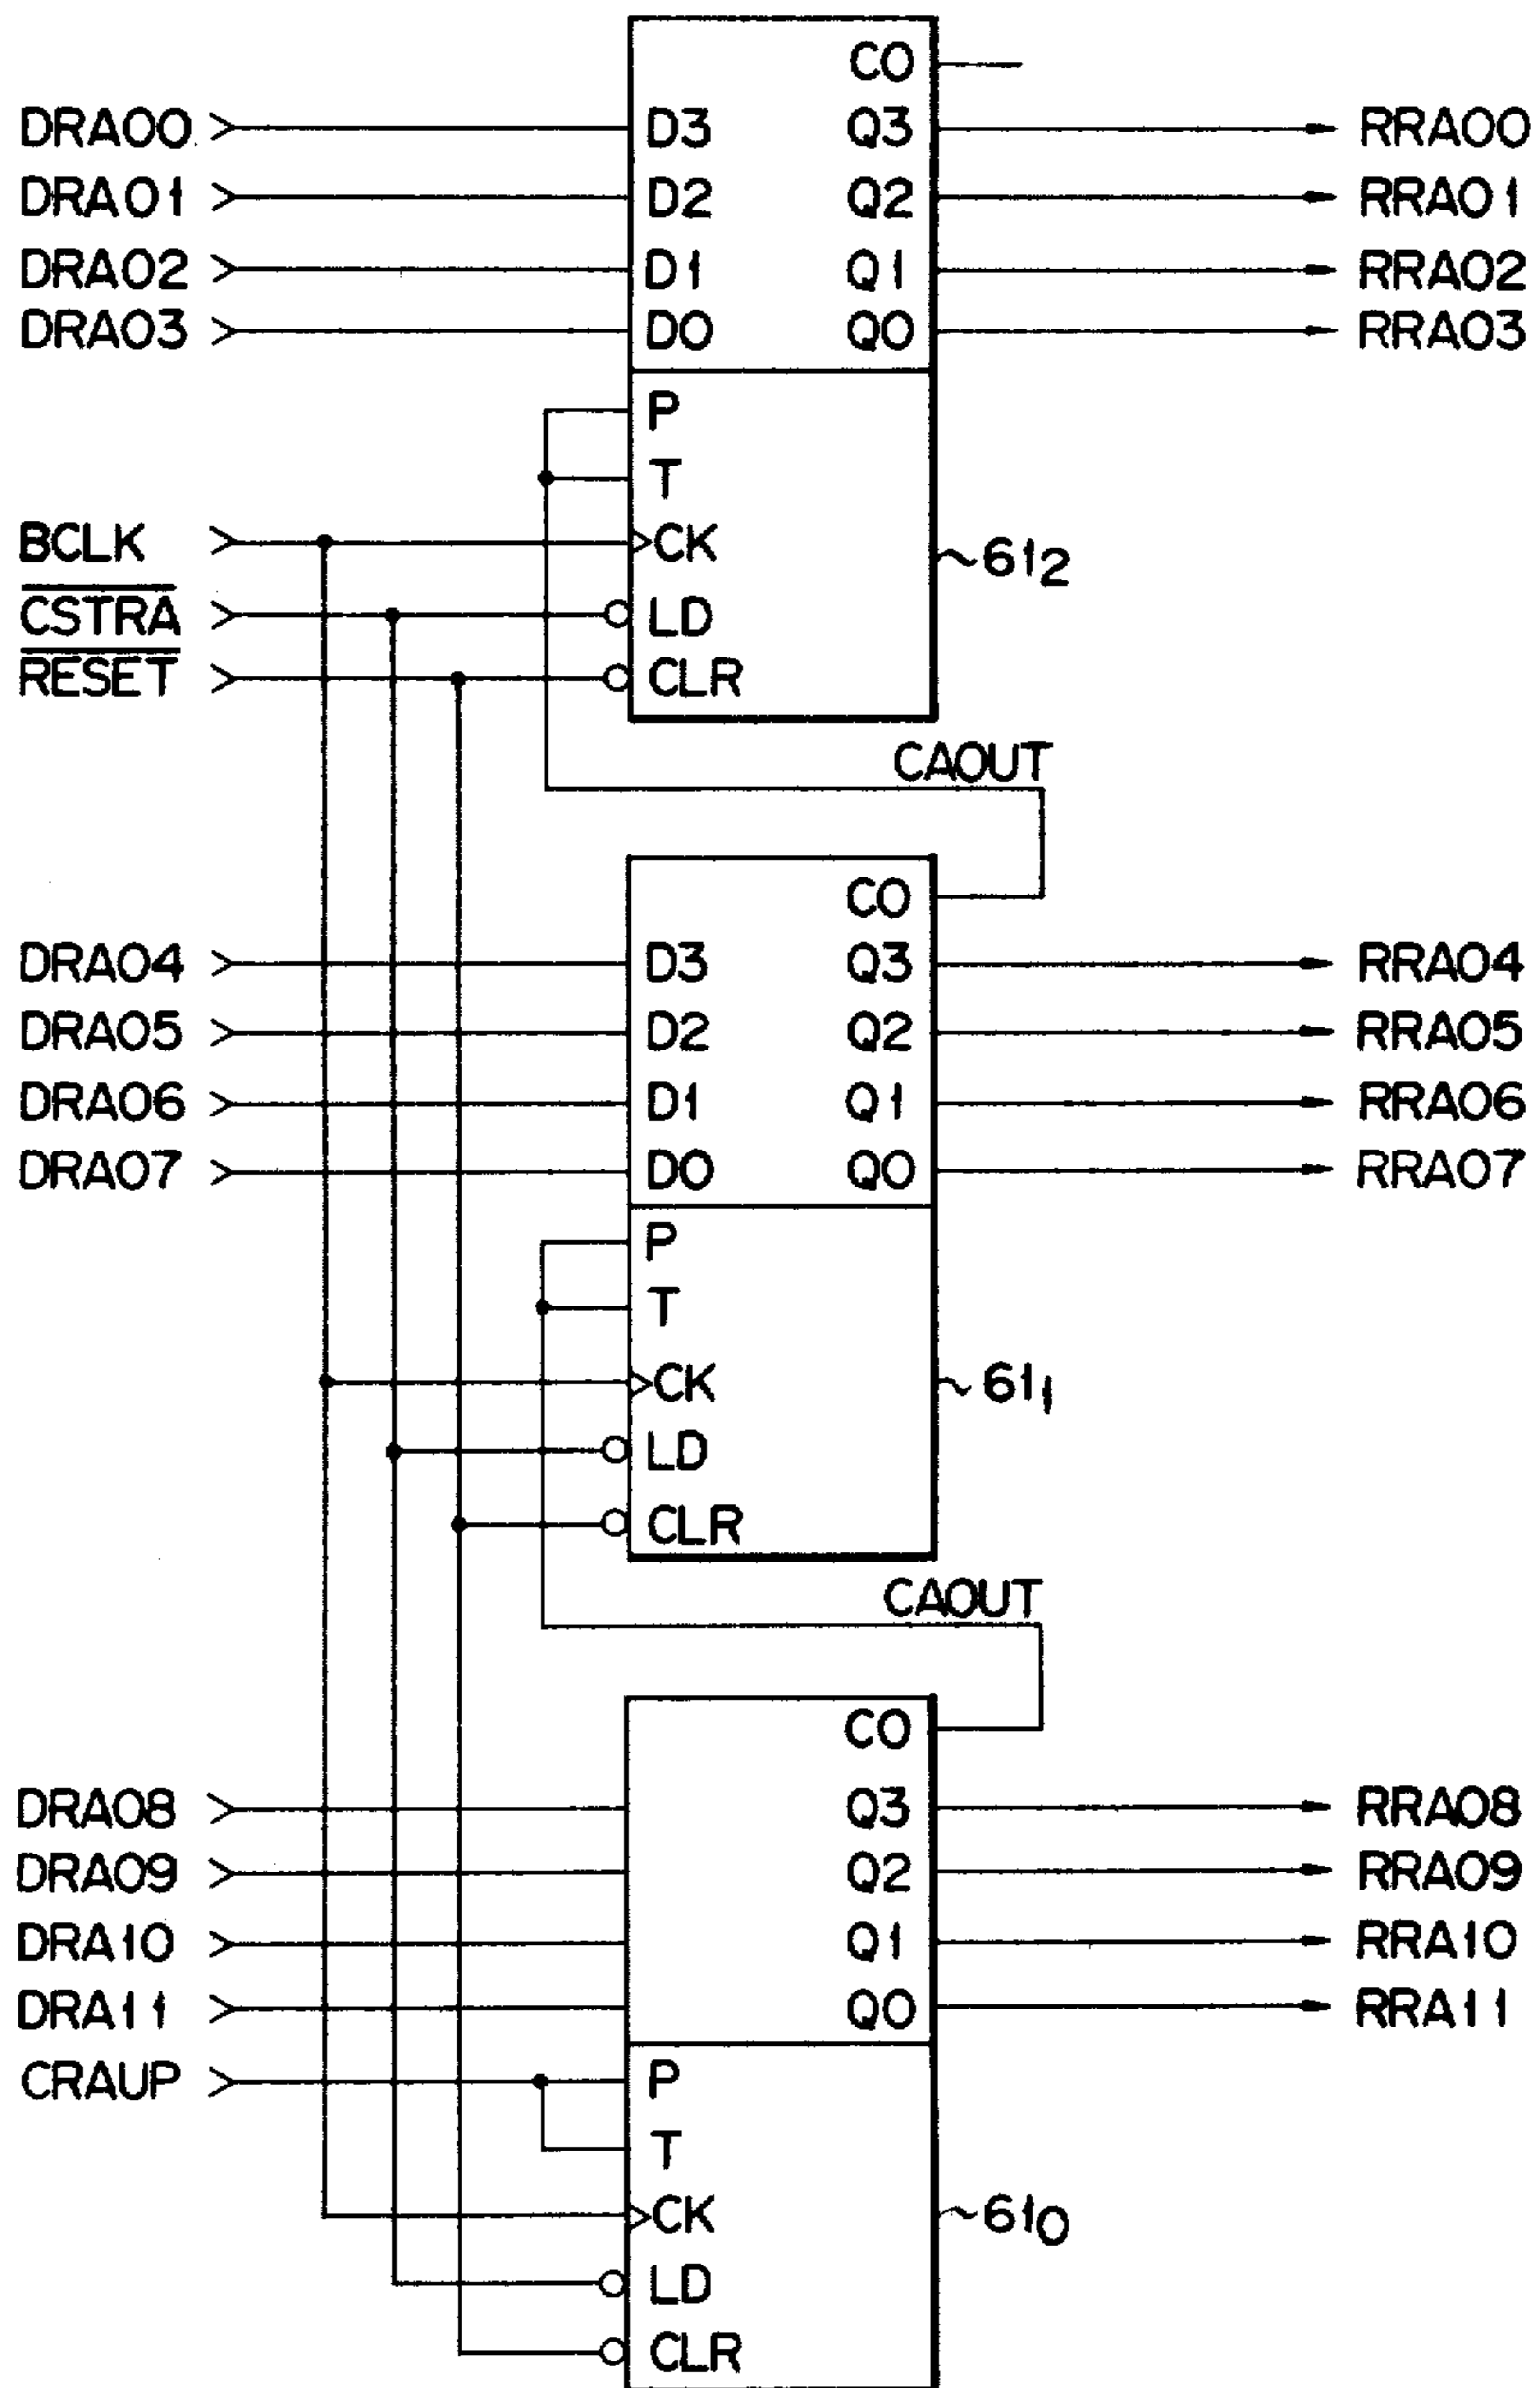 CO
DRA00 D3 Q3 RRA00
DRA01 D2 Q2 RRA01
DRA02 D1 Q1 RRA02
DRA03 D0 Q0 RRA03
P
T
BCLK CK
~61₂
CSTRA LD
RESET CLR
CAOUT
CO
DRA04 D3 Q3 RRA04
DRA05 D2 Q2 RRA05
DRA06 D1 Q1 RRA06
DRA07 D0 Q0 RRA07
P
T
CK ~61₁
LD
CLR
CAOUT
CO
DRA08 Q3 RRA08
DRA09 Q2 RRA09
DRA10 Q1 RRA10
DRA11 Q0 RRA11
CRAUP P
T
CK ~61₀
LD
CLR